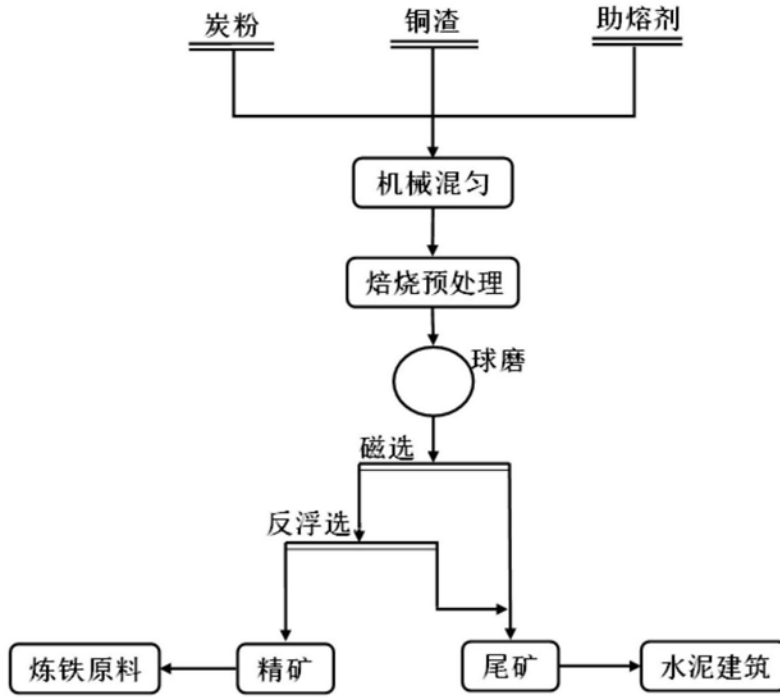 炭粉
铜渣
助熔剂
机械混匀
焙烧预处理
球磨
磁选
反浮选
炼铁原料
精矿
尾矿
水泥建筑